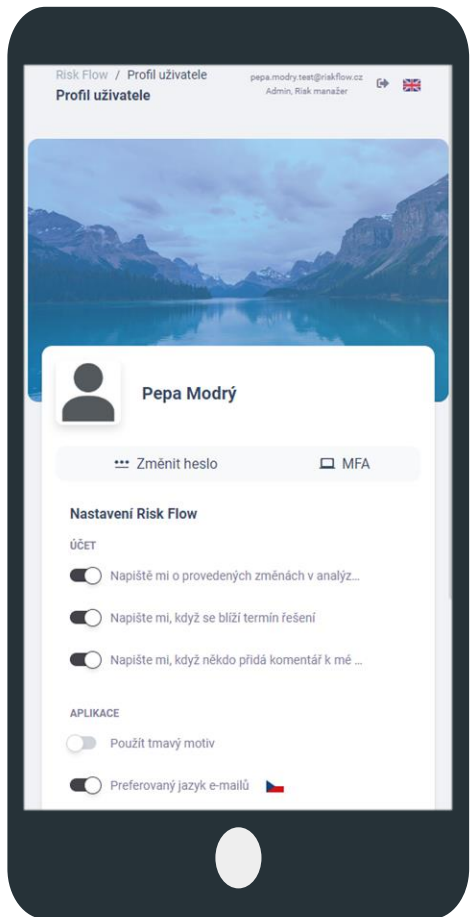 Risk Flow / Profil uživatele
Profil uživatele
pepa.modry.test@riskflow.cz
Admin, Risk manažer
Pepa Modrý
Změnit heslo
MFA
Nastavení Risk Flow
ÚČET
Napiště mi o provedených změnách v analýz...
Napište mi, když se blíží termín řešení
Napište mi, když někdo přidá komentář k mé ...
APLIKACE
Použít tmavý motiv
Preferovaný jazyk e-mailů